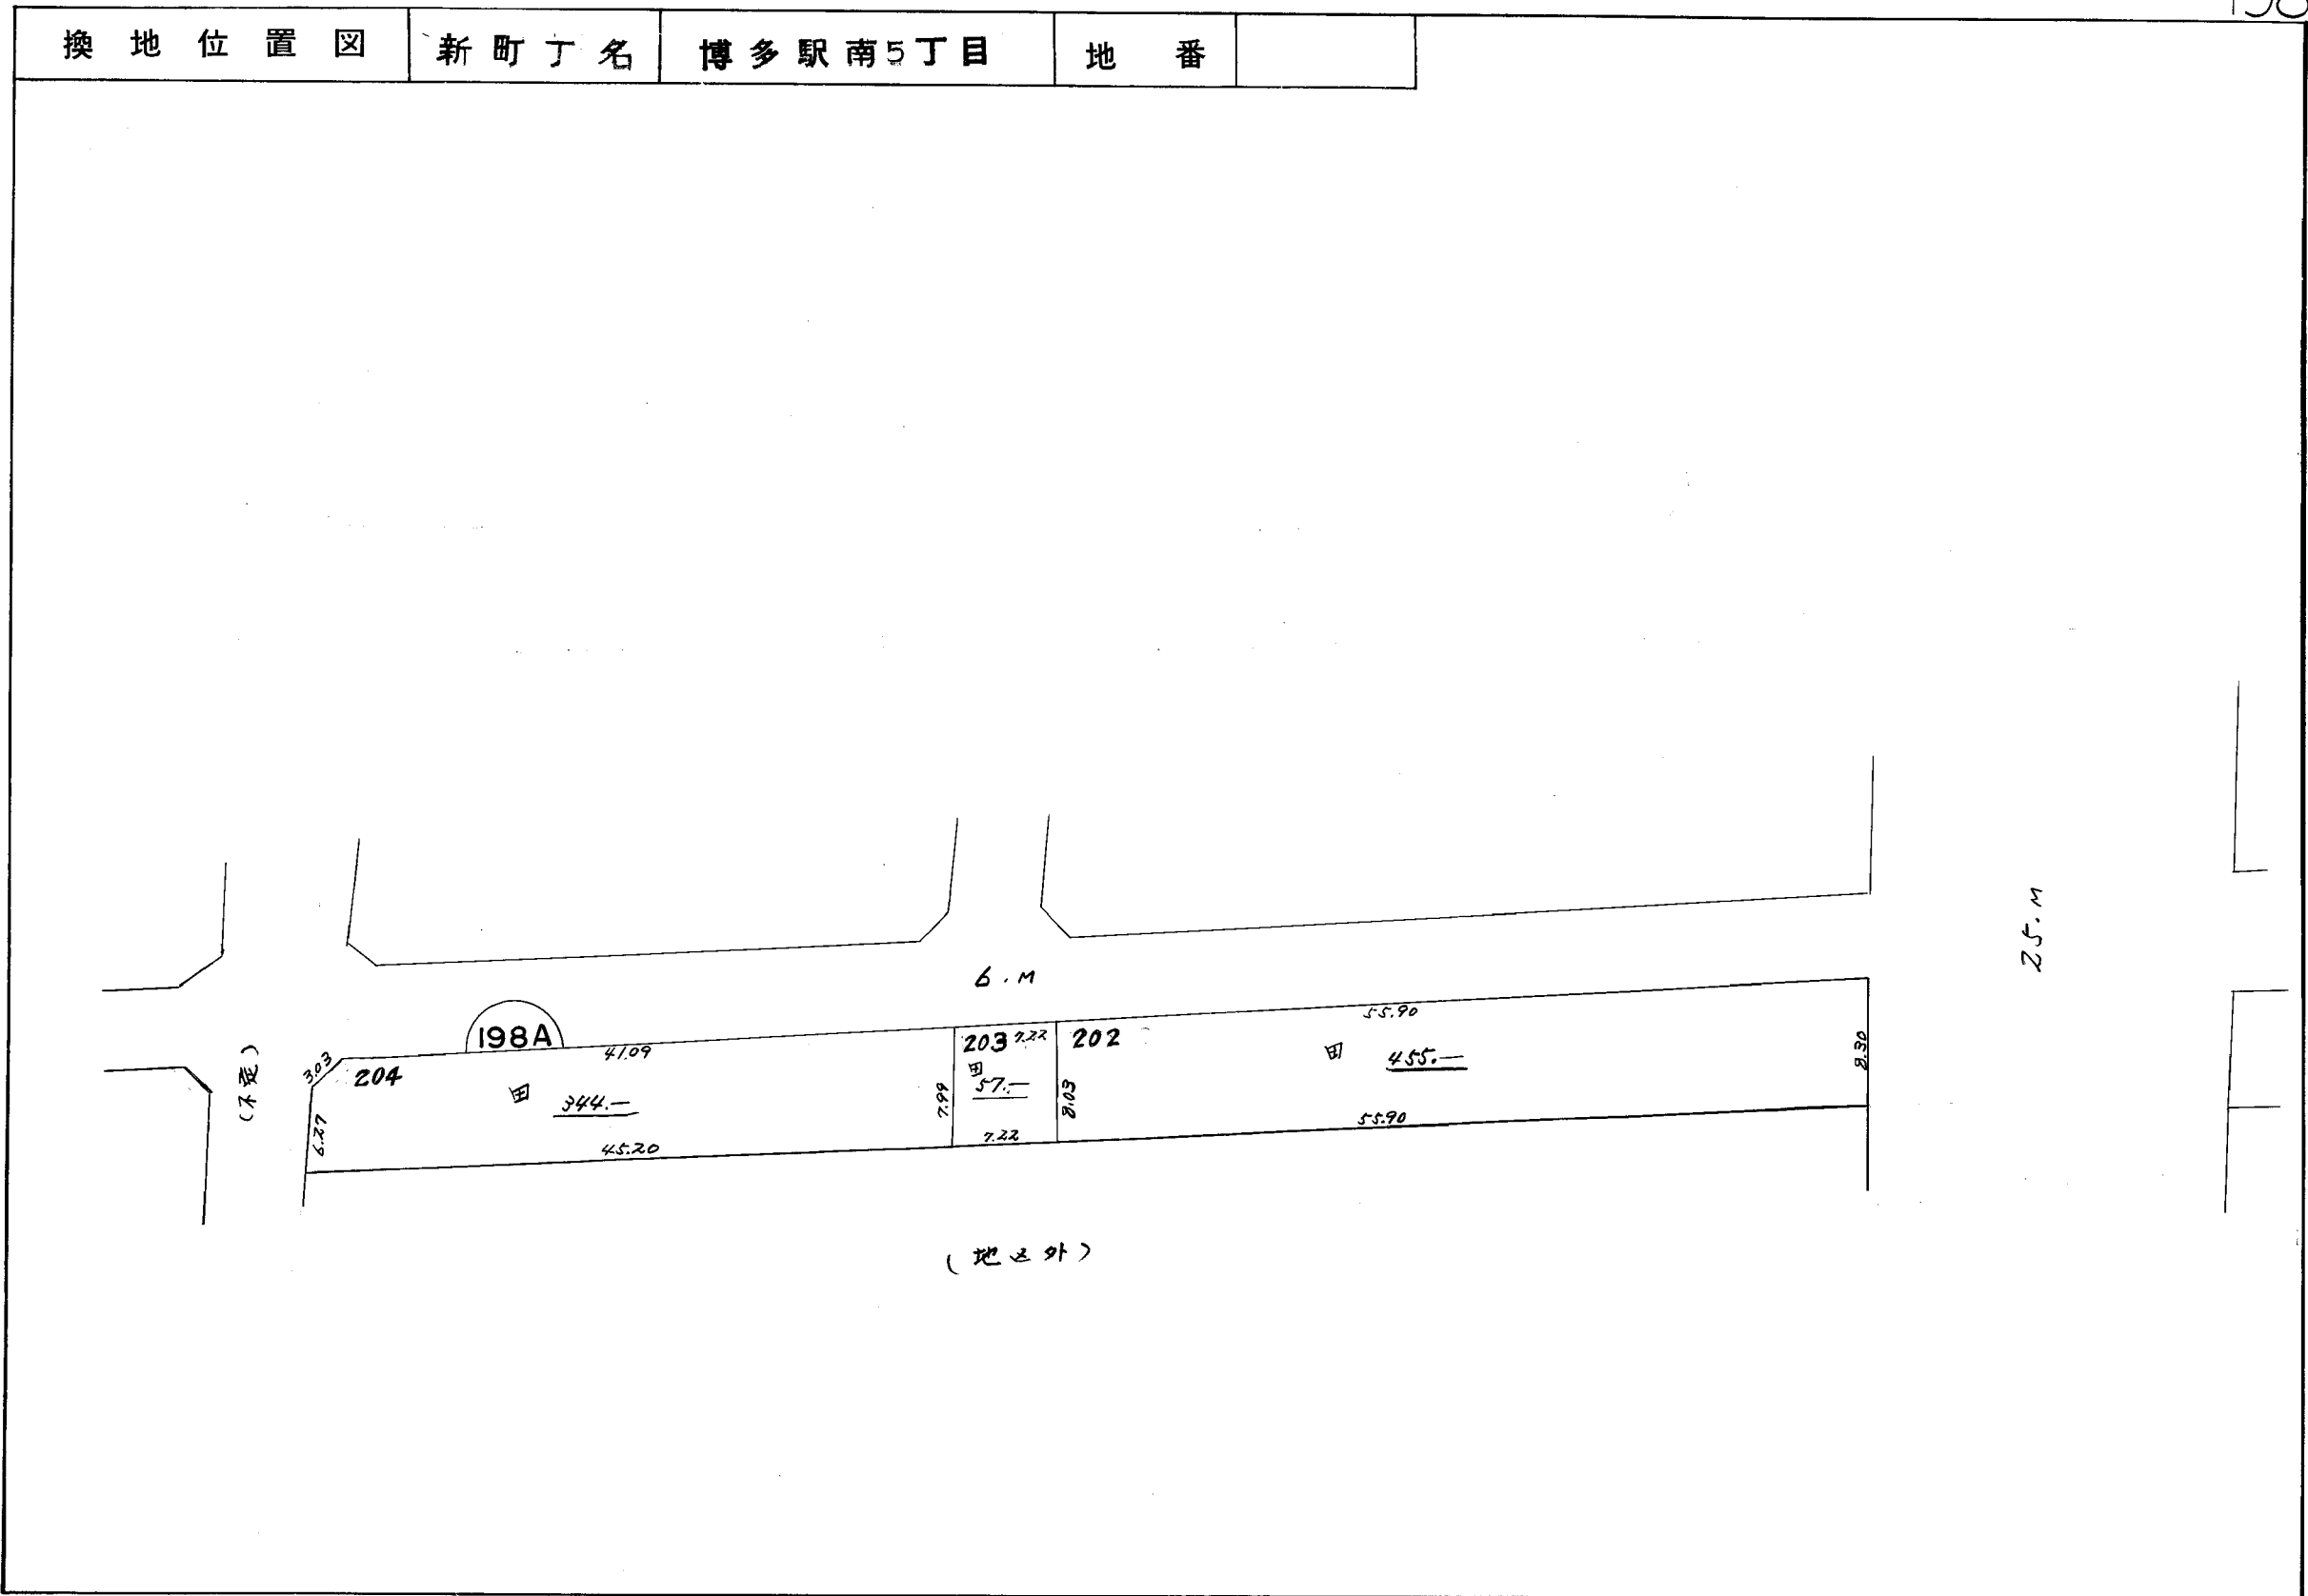 換地位置図 新町丁名 博多駅南5丁目 地番
25.M
6.M
55.90
198A
41.09
203 7.22 202
田 455.—
8.30
(不定)
3.03 204
田 344.—
7.99
田
57.—
8.03
6.27
55.90
7.22
45.20
(地区外)